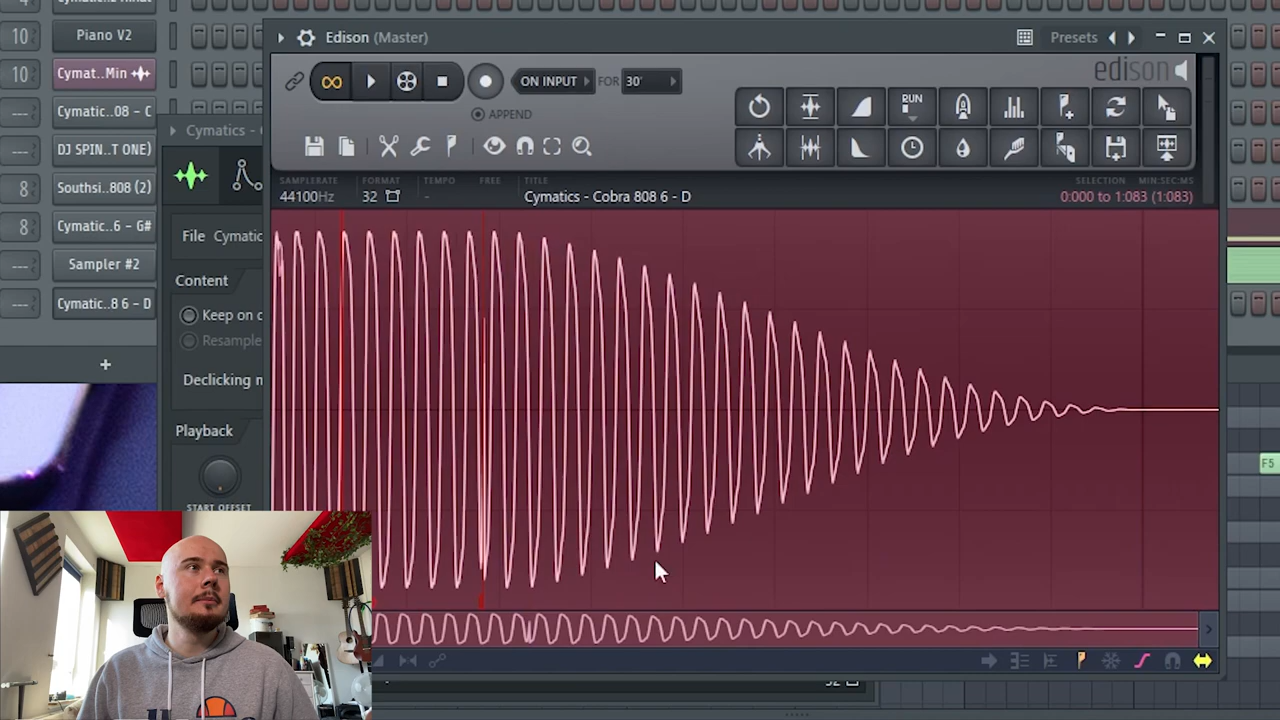 10
Piano V2
10
Cymat..Min
Cymatic..08 - C
DJ SPIN..T ONE)
8
Southsi..808 (2)
8
Cymatic..6 - G#
Sampler #2
Cymatic..8 6 - D
+
Cymatics - C
File Cymatic
Content
Keep on d
Resample
Declicking m
Playback
START OFFSET
Edison (Master)
Presets
edison
ON INPUT
FOR
30'
APPEND
RUN
SAMPLERATE
FORMAT
TEMPO
FREE
TITLE
SELECTION
MIN:SEC:MS
44100Hz
32
-
Cymatics - Cobra 808 6 - D
0:000 to 1:083 (1:083)
F5